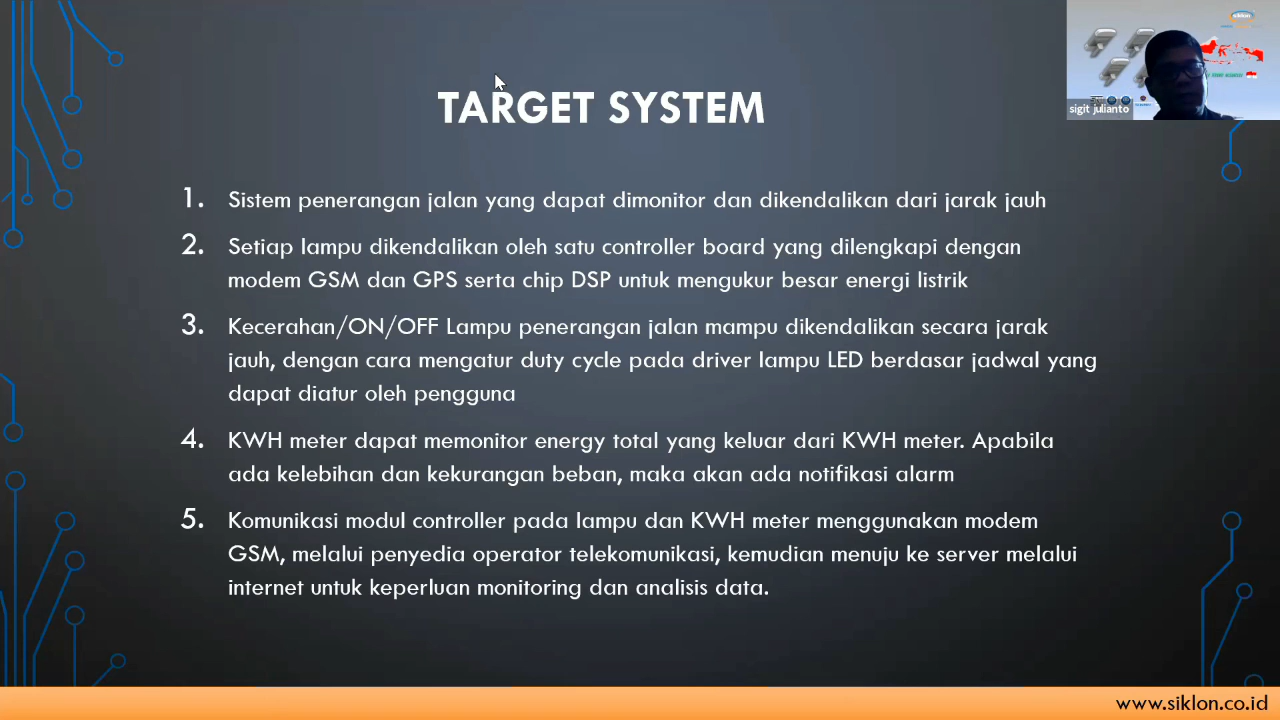 TARGET SYSTEM
sigit julianto
1. Sistem penerangan jalan yang dapat dimonitor dan dikendalikan dari jarak jauh
2. Setiap lampu dikendalikan oleh satu controller board yang dilengkapi dengan
modem GSM dan GPS serta chip DSP untuk mengukur besar energi listrik
3. Kecerahan/ON/OFF Lampu penerangan jalan mampu dikendalikan secara jarak
jauh, dengan cara mengatur duty cycle pada driver lampu LED berdasar jadwal yang
dapat diatur oleh pengguna
4. KWH meter dapat memonitor energy total yang keluar dari KWH meter. Apabila
ada kelebihan dan kekurangan beban, maka akan ada notifikasi alarm
5. Komunikasi modul controller pada lampu dan KWH meter menggunakan modem
GSM, melalui penyedia operator telekomunikasi, kemudian menuju ke server melalui
internet untuk keperluan monitoring dan analisis data.
www.siklon.co.id